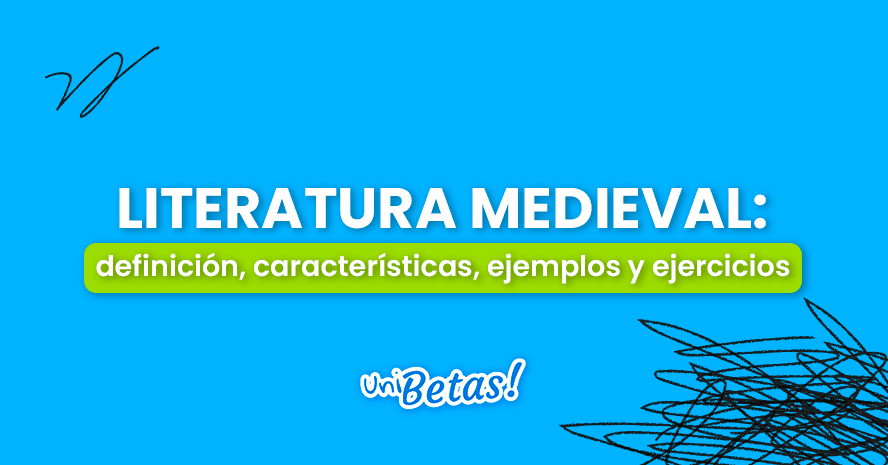 LITERATURA MEDIEVAL:
definición, características, ejemplos y ejercicios
uniBetas!